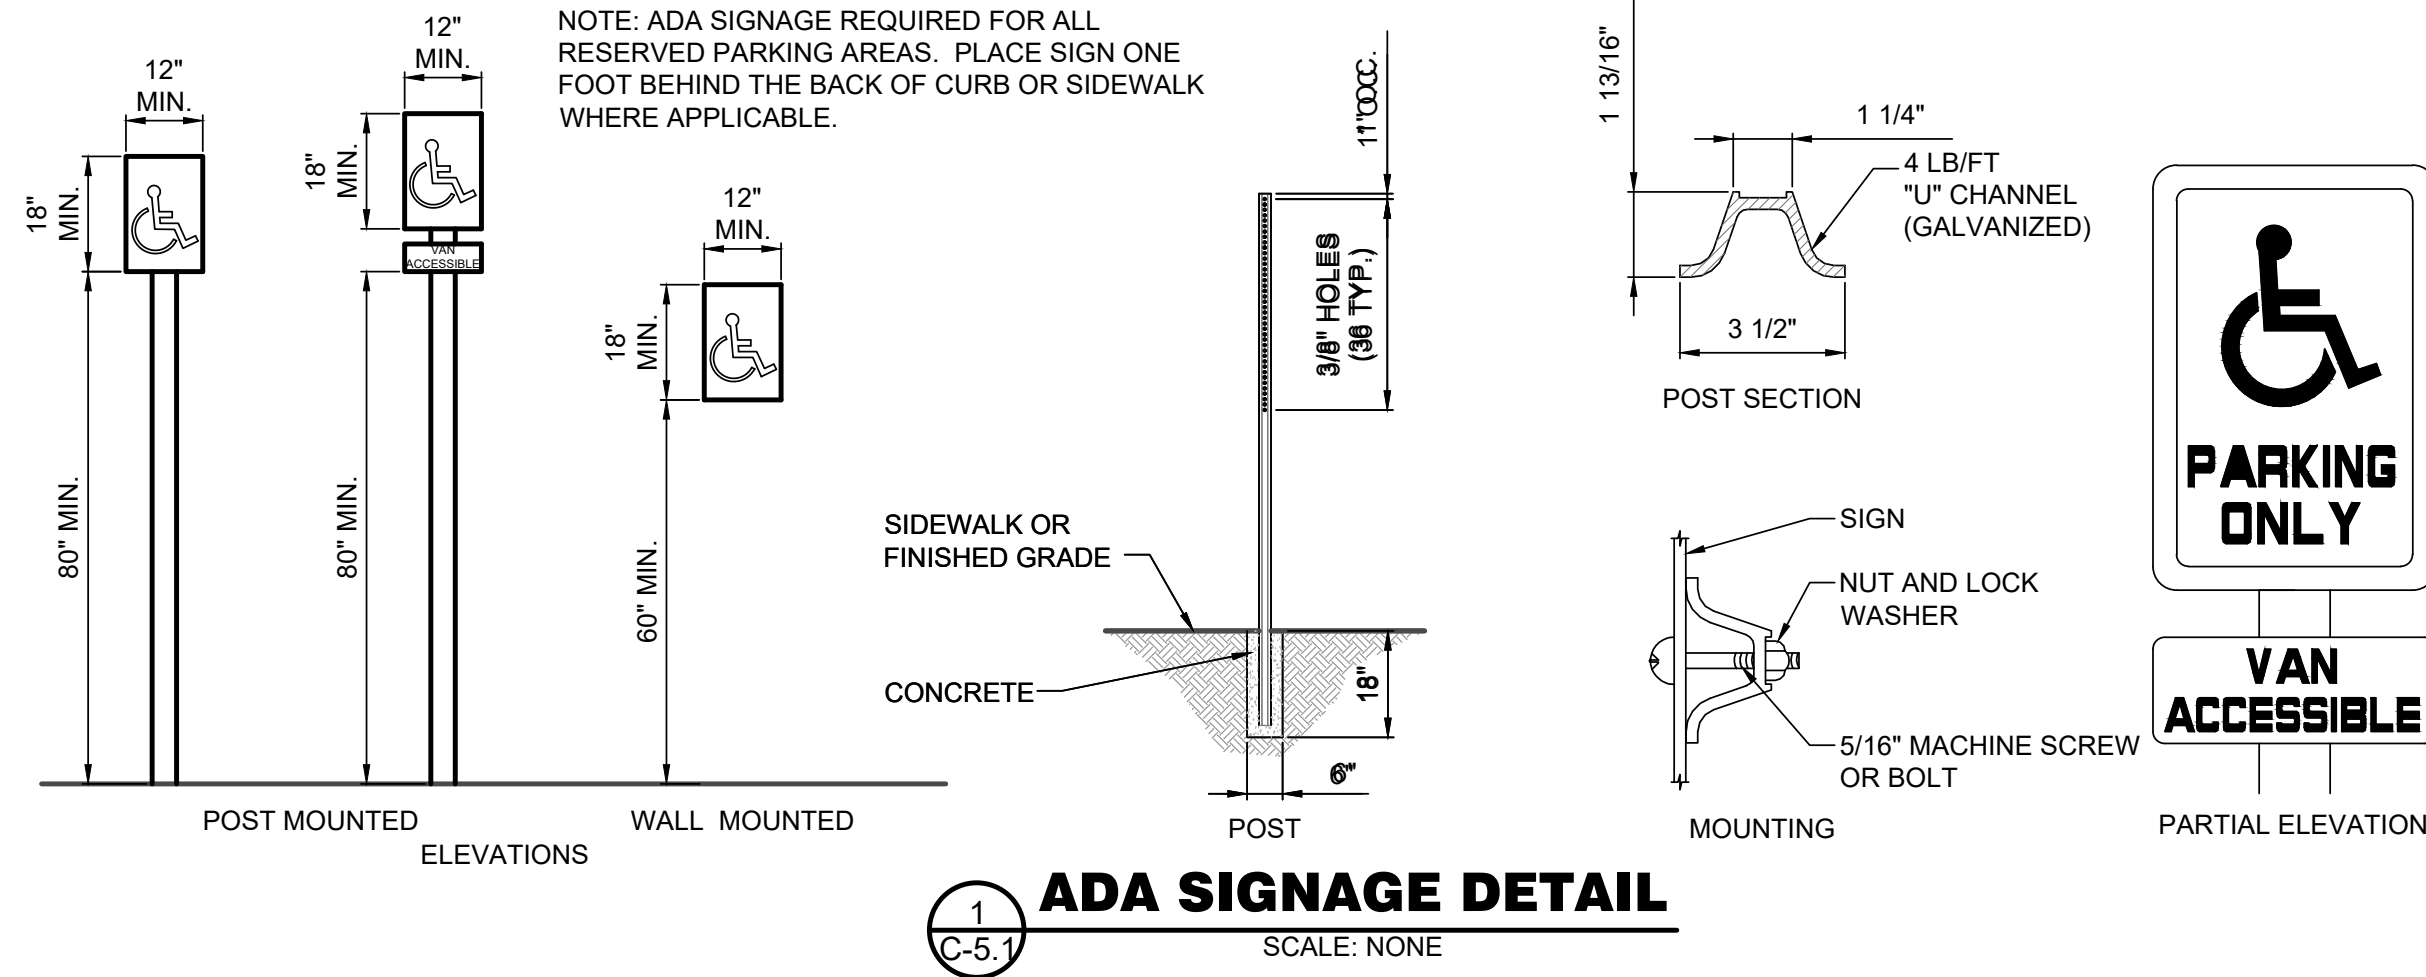 NOTE: ADA SIGNAGE REQUIRED FOR ALL
RESERVED PARKING AREAS. PLACE SIGN ONE
FOOT BEHIND THE BACK OF CURB OR SIDEWALK
WHERE APPLICABLE.
12"
MIN.
18"
MIN.
80" MIN.
12"
MIN.
18"
MIN.
VAN
ACCESSIBLE
80" MIN.
12"
MIN.
18"
MIN.
60" MIN.
POST MOUNTED
WALL MOUNTED
ELEVATIONS
1" O.C.
3/8" HOLES
(36 TYP.)
SIDEWALK OR
FINISHED GRADE
CONCRETE
18"
6"
POST
1 13/16"
1 1/4"
4 LB/FT
"U" CHANNEL
(GALVANIZED)
3 1/2"
POST SECTION
SIGN
NUT AND LOCK
WASHER
5/16" MACHINE SCREW
OR BOLT
MOUNTING
PARKING
ONLY
VAN
ACCESSIBLE
PARTIAL ELEVATION
1
C-5.1
ADA SIGNAGE DETAIL
SCALE: NONE